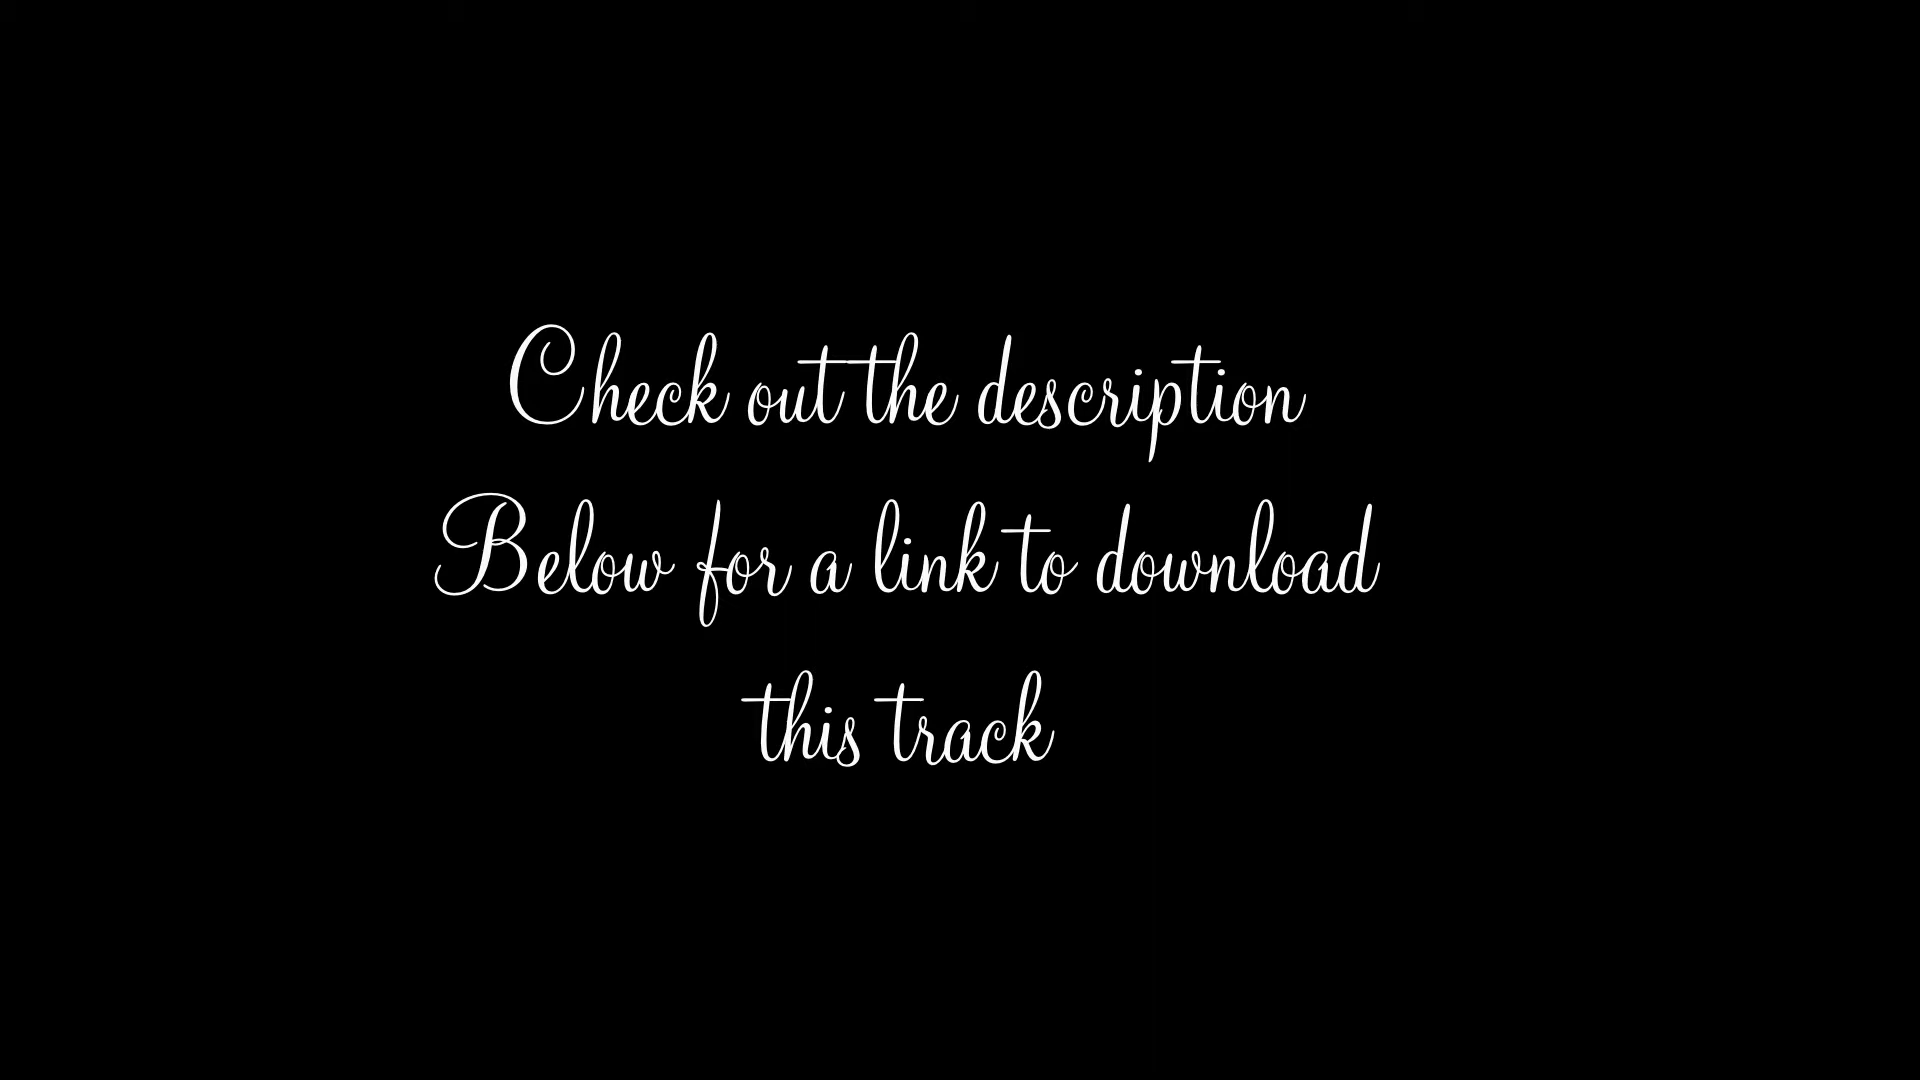 Check out the description
Below for a link to download
this track